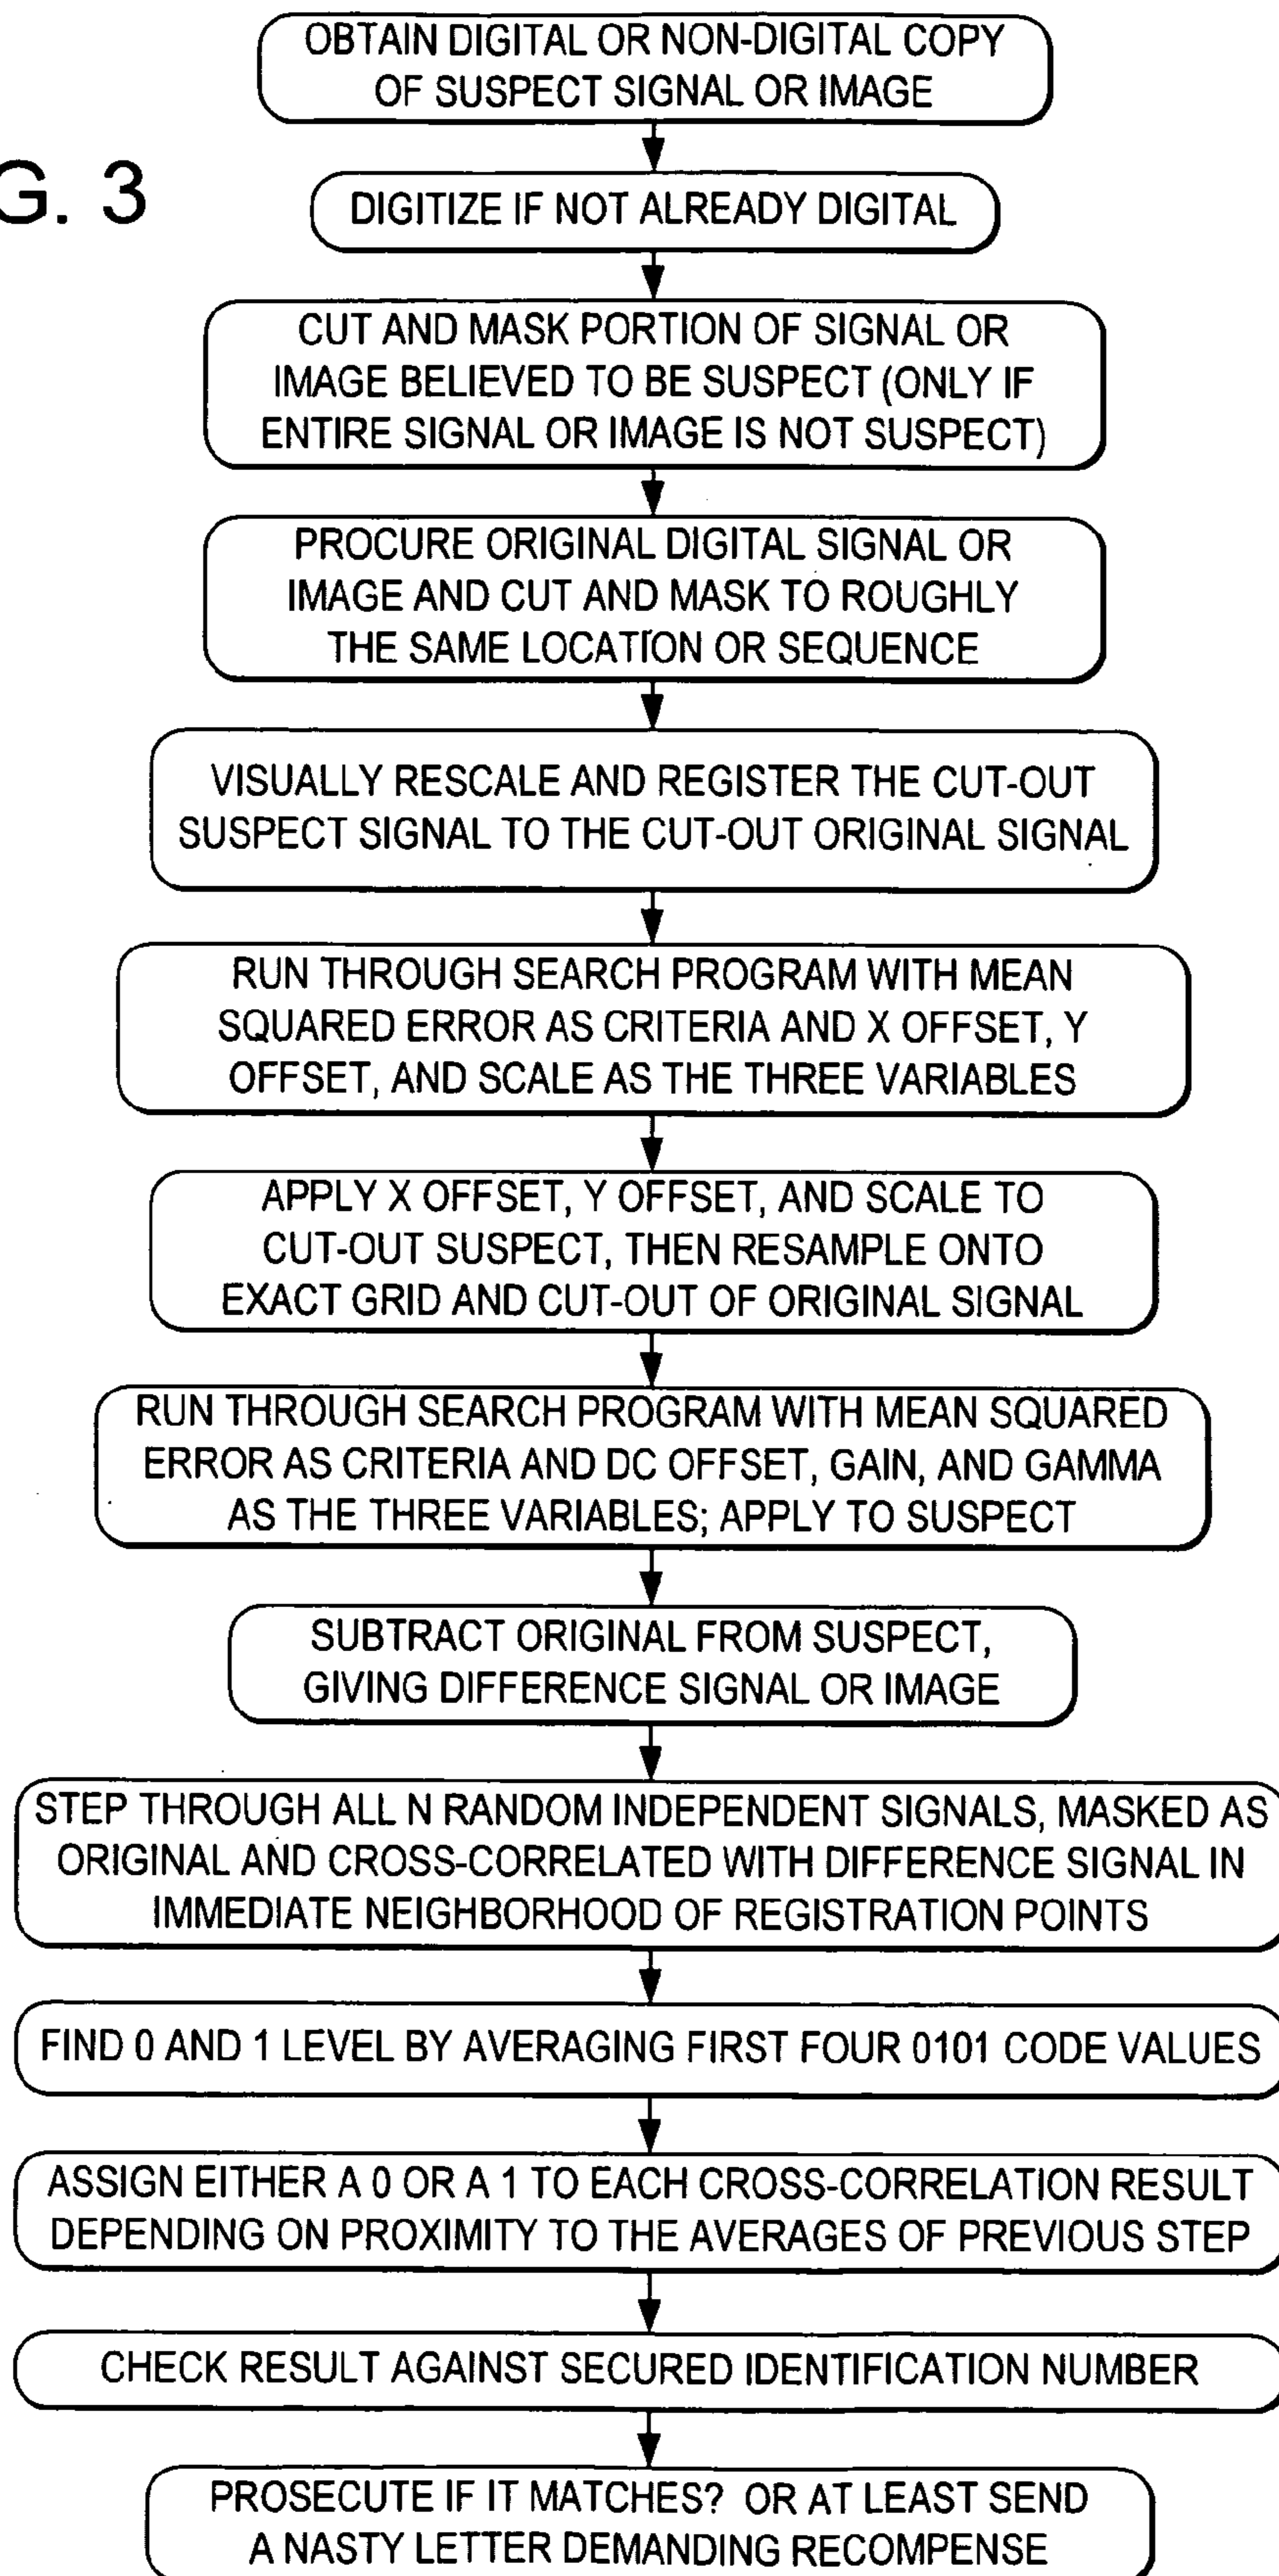 OBTAIN DIGITAL OR NON-DIGITAL COPY
OF SUSPECT SIGNAL OR IMAGE
G. 3
DIGITIZE IF NOT ALREADY DIGITAL
CUT AND MASK PORTION OF SIGNAL OR
IMAGE BELIEVED TO BE SUSPECT (ONLY IF
ENTIRE SIGNAL OR IMAGE IS NOT SUSPECT)
PROCURE ORIGINAL DIGITAL SIGNAL OR
IMAGE AND CUT AND MASK TO ROUGHLY
THE SAME LOCATION OR SEQUENCE
VISUALLY RESCALE AND REGISTER THE CUT-OUT
SUSPECT SIGNAL TO THE CUT-OUT ORIGINAL SIGNAL
RUN THROUGH SEARCH PROGRAM WITH MEAN
SQUARED ERROR AS CRITERIA AND X OFFSET, Y
OFFSET, AND SCALE AS THE THREE VARIABLES
APPLY X OFFSET, Y OFFSET, AND SCALE TO
CUT-OUT SUSPECT, THEN RESAMPLE ONTO
EXACT GRID AND CUT-OUT OF ORIGINAL SIGNAL
RUN THROUGH SEARCH PROGRAM WITH MEAN SQUARED
ERROR AS CRITERIA AND DC OFFSET, GAIN, AND GAMMA
AS THE THREE VARIABLES; APPLY TO SUSPECT
SUBTRACT ORIGINAL FROM SUSPECT,
GIVING DIFFERENCE SIGNAL OR IMAGE
STEP THROUGH ALL N RANDOM INDEPENDENT SIGNALS, MASKED AS
ORIGINAL AND CROSS-CORRELATED WITH DIFFERENCE SIGNAL IN
IMMEDIATE NEIGHBORHOOD OF REGISTRATION POINTS
FIND 0 AND 1 LEVEL BY AVERAGING FIRST FOUR 0101 CODE VALUES
ASSIGN EITHER A 0 OR A 1 TO EACH CROSS-CORRELATION RESULT
DEPENDING ON PROXIMITY TO THE AVERAGES OF PREVIOUS STEP
CHECK RESULT AGAINST SECURED IDENTIFICATION NUMBER
PROSECUTE IF IT MATCHES? OR AT LEAST SEND
A NASTY LETTER DEMANDING RECOMPENSE